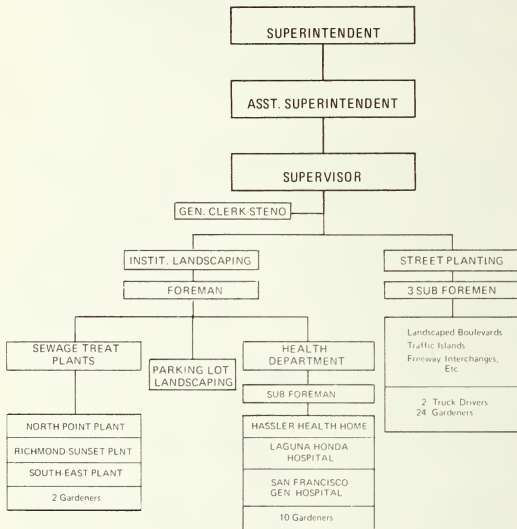 SUPERINTENDENT
ASST. SUPERINTENDENT
SUPERVISOR
GEN. CLERK-STENO
INSTIT. LANDSCAPING
FOREMAN
SEWAGE TREAT
PLANTS
NORTH POINT PLANT
RICHMOND-SUNSET PLNT
SOUTH-EAST PLANT
2 Gardeners
PARKING LOT
LANDSCAPING
HEALTH
DEPARTMENT
SUB FOREMAN
HASSLER HEALTH HOME
LAGUNA HONDA
HOSPITAL
SAN FRANCISCO
GEN HOSPITAL
10 Gardeners
STREET PLANTING
3 SUB FOREMEN
Landscaped Boulevards
Traffic Islands
Freeway Interchanges,
Etc
2 Truck Drivers
24 Gardeners